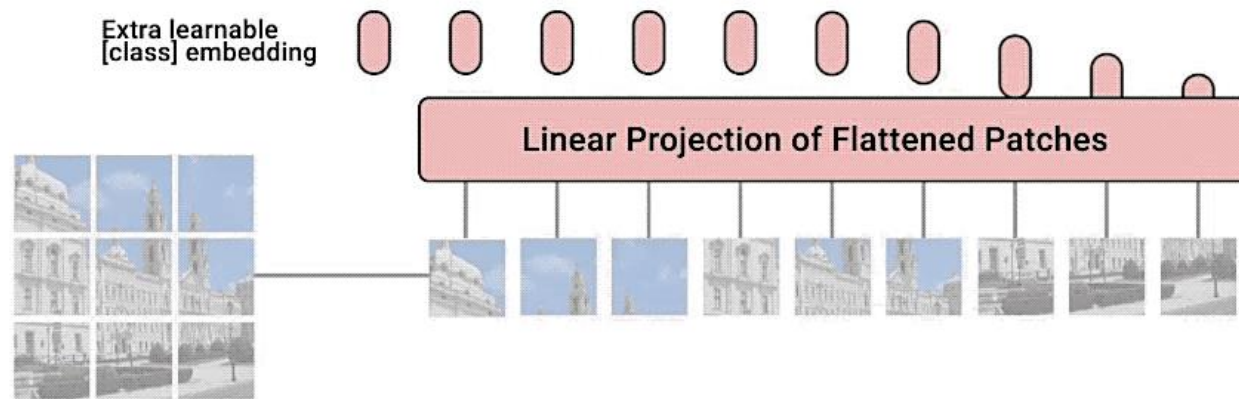 Extra learnable
[class] embedding
Linear Projection of Flattened Patches